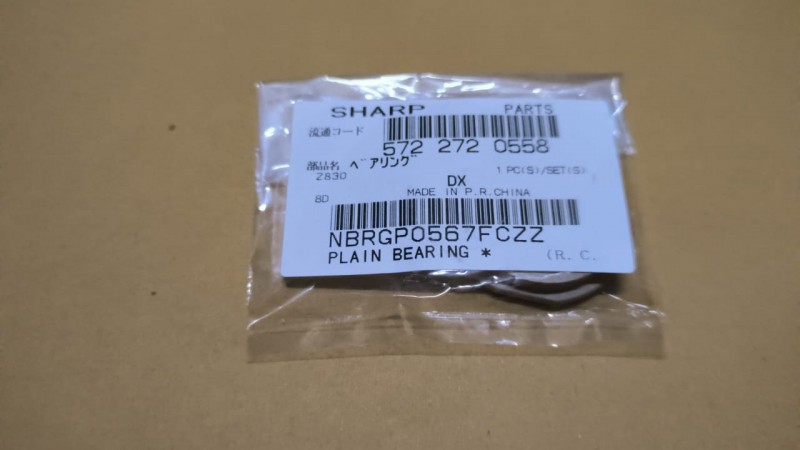 SHARP PARTS
流通コード
572 272 0558
部品名 ベアリング
Z830 1 PC(S)/SET(S)
DX
8D MADE IN P.R.CHINA
NBRGP0567FCZZ
PLAIN BEARING * (R.C.